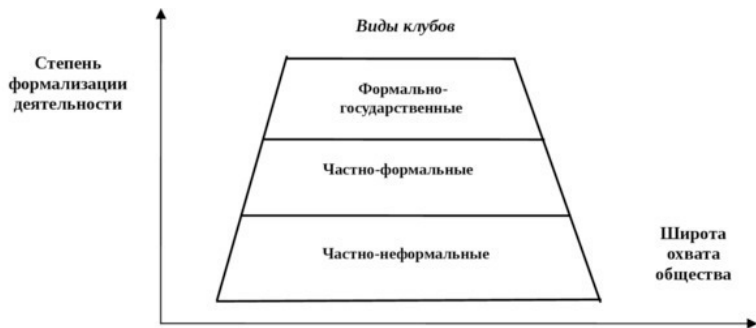 Виды клубов
Степень
формализации
деятельности
Формально-
государственные
Частно-формальные
Частно-неформальные
Широта
охвата
общества